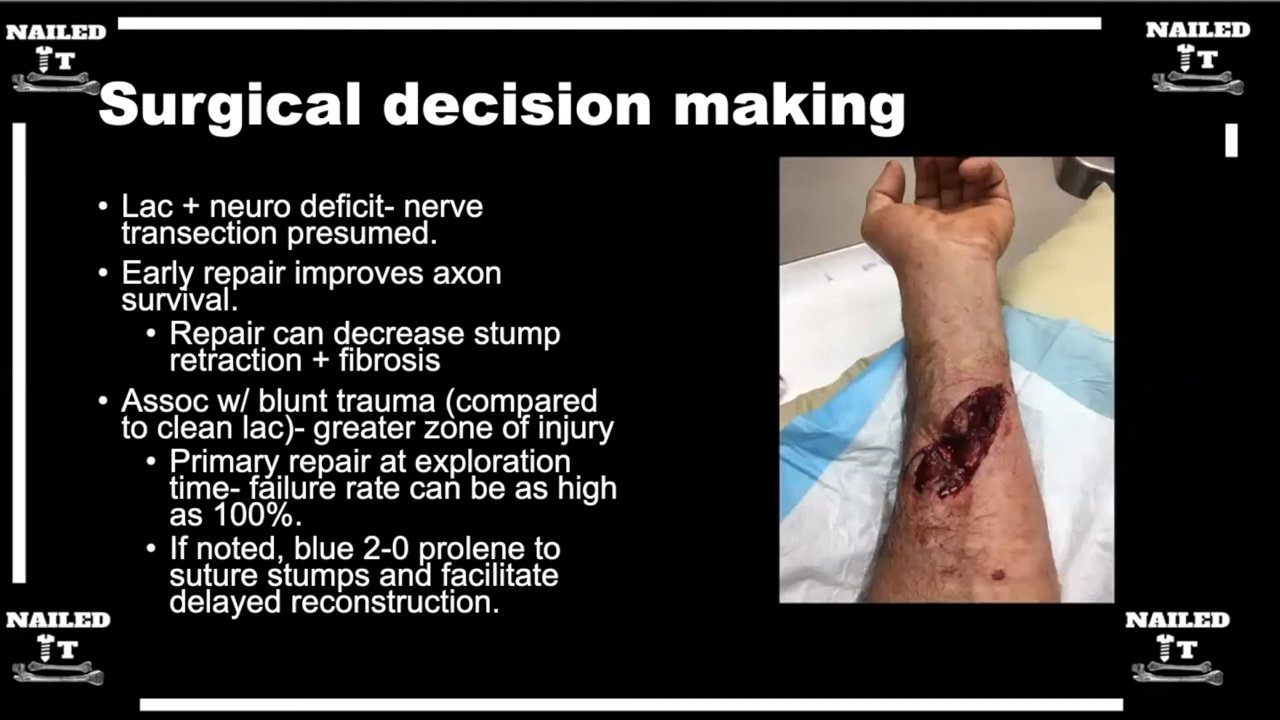 NAILED
IT
NAILED
IT
Surgical decision making
• Lac + neuro deficit- nerve
transection presumed.
• Early repair improves axon
survival.
• Repair can decrease stump
retraction + fibrosis
• Assoc w/ blunt trauma (compared
to clean lac)- greater zone of injury
• Primary repair at exploration
time- failure rate can be as high
as 100%.
• If noted, blue 2-0 prolene to
suture stumps and facilitate
delayed reconstruction.
NAILED
IT
NAILED
IT